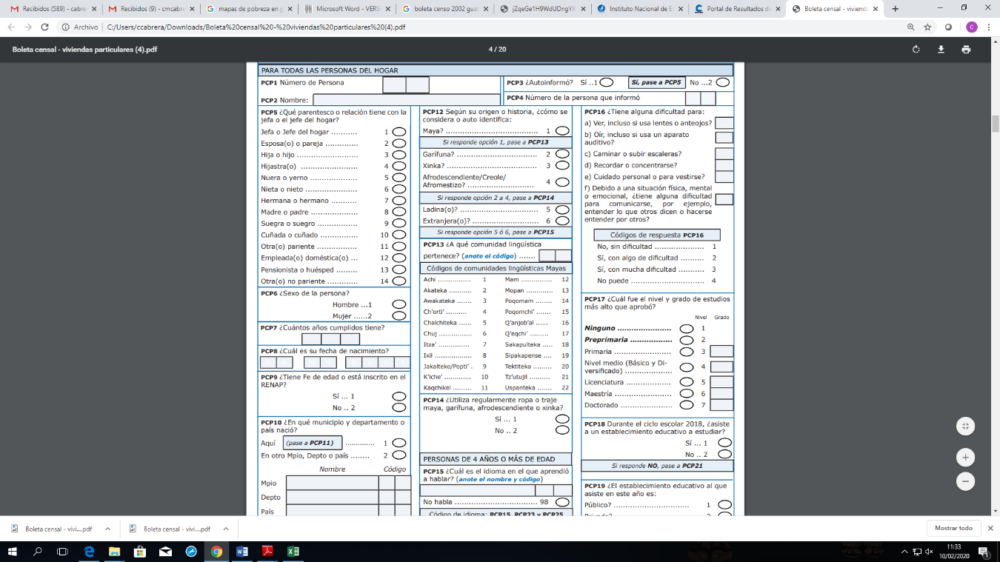 Recibidos (589) - cabre
Recibidos (9) - cmcabre
mapas de pobreza en g
Microsoft Word - VERSI
boleta censo 2002 gua
jZqeGe1H9WdUDngYX
Instituto Nacional de E
Portal de Resultados de
Boleta censal - viviend
Archivo
C:/Users/ccabrera/Downloads/Boleta%20censal%20-%20viviendas%20particulares%20(4).pdf
C
Boleta censal - viviendas particulares (4).pdf
4 / 20
PARA TODAS LAS PERSONAS DEL HOGAR
PCP1 Número de Persona
PCP2 Nombre:
PCP3 ¿Autoinformó? Sí ..1
Sí, pase a PCP5
No ...2
PCP4 Número de la persona que informó
PCP5 ¿Qué parentesco o relación tiene con la
jefa o el jefe del hogar?
Jefa o Jefe del hogar ........... 1
Esposa(o) o pareja .............. 2
Hija o hijo ........................... 3
Hijastra(o) ......................... 4
Nuera o yerno .................... 5
Nieta o nieto ....................... 6
Hermana o hermano ........... 7
Madre o padre .................... 8
Suegra o suegro ................. 9
Cuñada o cuñado ................ 10
Otra(o) pariente ................. 11
Empleada(o) doméstica(o) ... 12
Pensionista o huésped ......... 13
Otra(o) no pariente ............. 14
PCP6 ¿Sexo de la persona?
Hombre ...1
Mujer ......2
PCP7 ¿Cuántos años cumplidos tiene?
PCP8 ¿Cuál es su fecha de nacimiento?
PCP9 ¿Tiene Fe de edad o está inscrito en el
RENAP?
Sí ... 1
No .. 2
PCP10 ¿En qué municipio y departamento o
país nació?
Aquí (pase a PCP11) .............. 1
En otro Mpio, Depto o país ........ 2
Nombre Código
Mpio
Depto
País
PCP12 Según su origen o historia, ¿cómo se
considera o auto identifica:
Maya? ..................................... 1
Si responde opción 1, pase a PCP13
Garífuna? ................................ 2
Xinka? .................................... 3
Afrodescendiente/Creole/
Afromestizo? ........................... 4
Si responde opción 2 a 4, pase a PCP14
Ladina(o)? ............................... 5
Extranjera(o)? .......................... 6
Si responde opción 5 ó 6, pase a PCP15
PCP13 ¿A qué comunidad lingüística
pertenece? (anote el código) .......
Códigos de comunidades lingüísticas Mayas
Achi ................ 1 Mam ............... 12
Akateka ........... 2 Mopan ............. 13
Awakateka ....... 3 Poqomam ........ 14
Ch'orti' .......... 4 Poqomchi' ....... 15
Chalchiteka ...... 5 Q'anjob'al ...... 16
Chuj ................ 6 Q'eqchi' ......... 17
Itza' ............... 7 Sakapulteka ..... 18
Ixil .................. 8 Sipakapense .... 19
Jakalteko/Popti' . 9 Tektiteka ......... 20
K'iche' ............. 10 Tz'utujil .......... 21
Kaqchikel ......... 11 Uspanteka ....... 22
PCP14 ¿Utiliza regularmente ropa o traje
maya, garífuna, afrodescendiente o xinka?
Sí ... 1
No .. 2
PERSONAS DE 4 AÑOS O MÁS DE EDAD
PCP15 ¿Cuál es el idioma en el que aprendió
a hablar? (anote el nombre y código)
No habla .................................. 98
Código de idioma: PCP15, PCP23 y PCP25
PCP16 ¿Tiene alguna dificultad para:
a) Ver, incluso si usa lentes o anteojos?
b) Oír, incluso si usa un aparato
auditivo?
c) Caminar o subir escaleras?
d) Recordar o concentrarse?
e) Cuidado personal o para vestirse?
f) Debido a una situación física, mental
o emocional, ¿tiene alguna dificultad
para comunicarse, por ejemplo,
entender lo que otros dicen o hacerse
entender por otros?
Códigos de respuesta PCP16
No, sin dificultad ..................... 1
Sí, con algo de dificultad .......... 2
Sí, con mucha dificultad ........... 3
No puede ............................... 4
PCP17 ¿Cuál fue el nivel y grado de estudios
más alto que aprobó?
Nivel Grado
Ninguno ........................ 1
Preprimaria .................. 2
Primaria ....................... 3
Nivel medio (Básico y Di-
versificado) ................... 4
Licenciatura .................. 5
Maestría ....................... 6
Doctorado ..................... 7
PCP18 Durante el ciclo escolar 2018, ¿asiste
a un establecimiento educativo a estudiar?
Sí ... 1
No .. 2
Si responde NO, pase a PCP21
PCP19 ¿El establecimiento educativo al que
asiste en este año es:
Público? ............................... 1
Privado?
Boleta censal - vivi....pdf
Boleta censal - vivi....pdf
Mostrar todo
11:33
10/02/2020
1